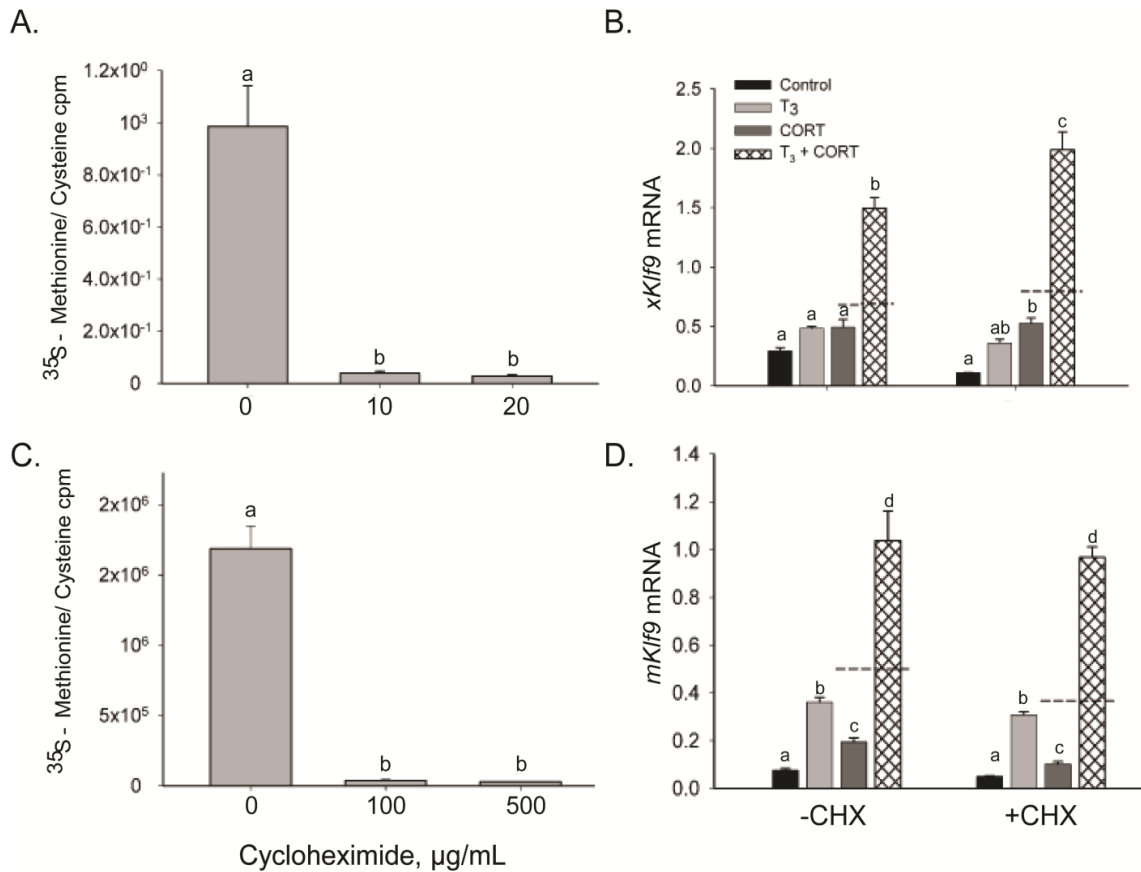 A.
³⁵S - Methionine/ Cysteine cpm
1.2x10⁰
10³
8.0x10⁻¹
6.0x10⁻¹
4.0x10⁻¹
2.0x10⁻¹
0
a
b
b
0 10 20
B.
xKlf9 mRNA
2.5
2.0
1.5
1.0
0.5
0.0
Control
T₃
CORT
T₃ + CORT
a a a b
a ab b c
C.
³⁵S - Methionine/ Cysteine cpm
2x10⁶
2x10⁶
10⁶
5x10⁵
0
a
b
b
0 100 500
Cycloheximide, µg/mL
D.
mKlf9 mRNA
1.4
1.2
1.0
0.8
0.6
0.4
0.2
0.0
a b c d
a b c d
-CHX +CHX